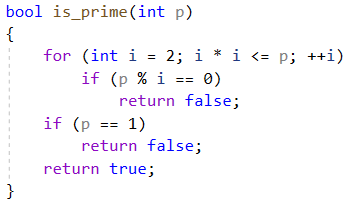 bool is_prime(int p)
{
    for (int i = 2; i * i <= p; ++i)
        if (p % i == 0)
            return false;
    if (p == 1)
        return false;
    return true;
}